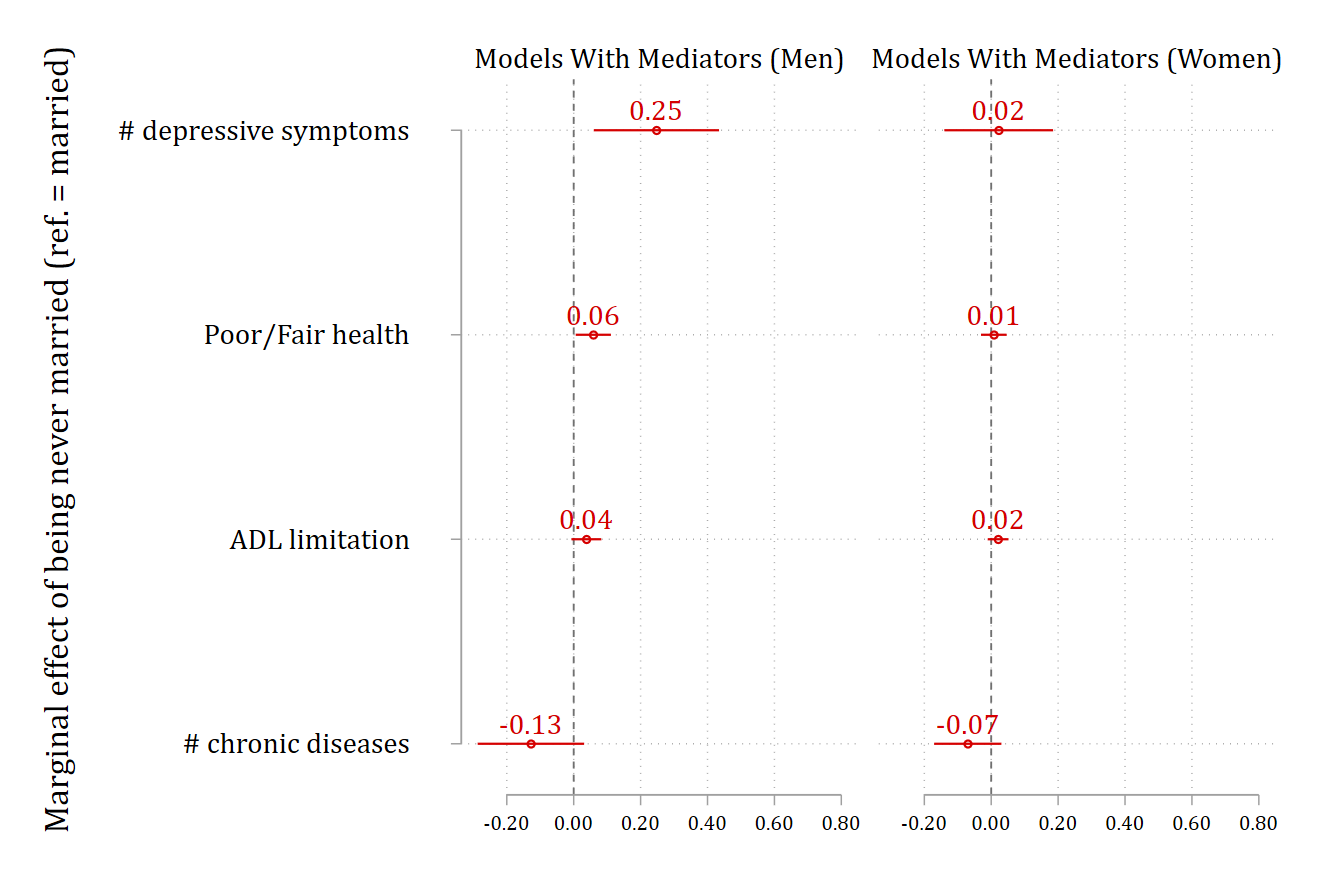 Models With Mediators (Men)
Models With Mediators (Women)
Marginal effect of being never married (ref. = married)
# depressive symptoms
0.25
0.02
Poor/Fair health
0.06
0.01
ADL limitation
0.04
0.02
# chronic diseases
-0.13
-0.07
-0.20 0.00 0.20 0.40 0.60 0.80
-0.20 0.00 0.20 0.40 0.60 0.80